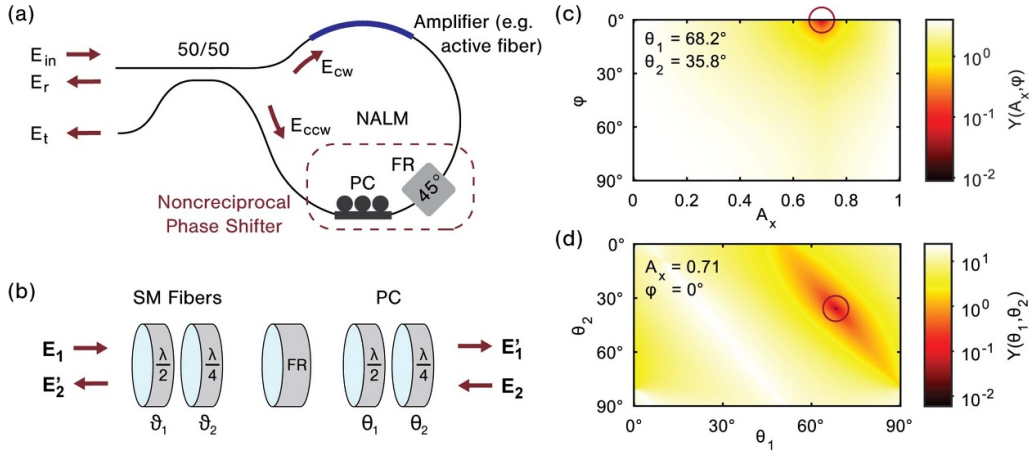 (a)
50/50
Amplifier (e.g.
active fiber)
E_in
E_r
E_t
E_cw
E_ccw
NALM
FR
PC
45°
Noncreciprocal
Phase Shifter
(b)
SM Fibers
PC
E_1
E'_2
λ/2
λ/4
FR
λ/2
λ/4
E'_1
E_2
ϑ_1
ϑ_2
θ_1
θ_2
(c)
θ_1 = 68.2°
θ_2 = 35.8°
0°
30°
60°
90°
φ
0
0.2
0.4
0.6
0.8
1
A_x
10^0
10^-1
10^-2
Y(A_x,φ)
(d)
A_x = 0.71
φ = 0°
0°
30°
60°
90°
θ_2
0°
30°
60°
90°
θ_1
10^1
10^0
10^-1
10^-2
Y(θ_1,θ_2)